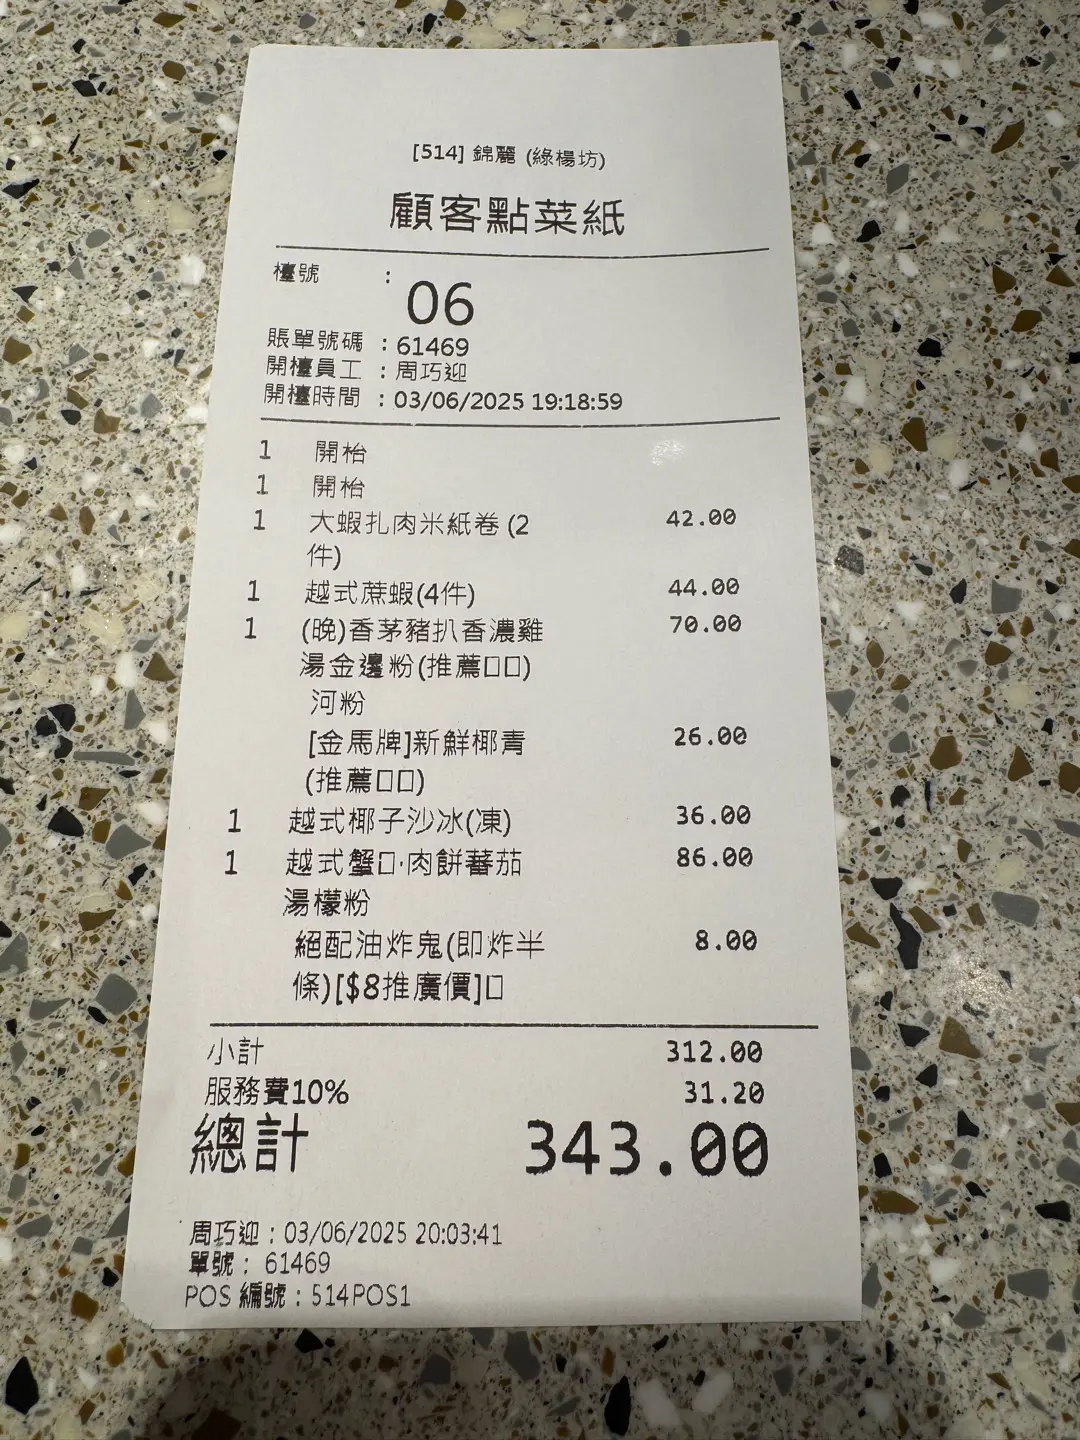 [514] 錦麗 (綠楊坊)
顧客點菜紙
檯號 : 06
賬單號碼 : 61469
開檯員工 : 周巧迎
開檯時間 : 03/06/2025 19:18:59
1 開枱
1 開枱
1 大蝦扎肉米紙卷 (2 42.00
件)
1 越式蔗蝦(4件) 44.00
1 (晚)香茅豬扒香濃雞 70.00
湯金邊粉(推薦□□)
河粉
[金馬牌]新鮮椰青 26.00
(推薦□□)
1 越式椰子沙冰(凍) 36.00
1 越式蟹□·肉餅蕃茄 86.00
湯檬粉
絕配油炸鬼(即炸半 8.00
條)[$8推廣價]□
小計 312.00
服務費10% 31.20
總計 343.00
周巧迎 : 03/06/2025 20:03:41
單號 : 61469
POS 編號 : 514POS1